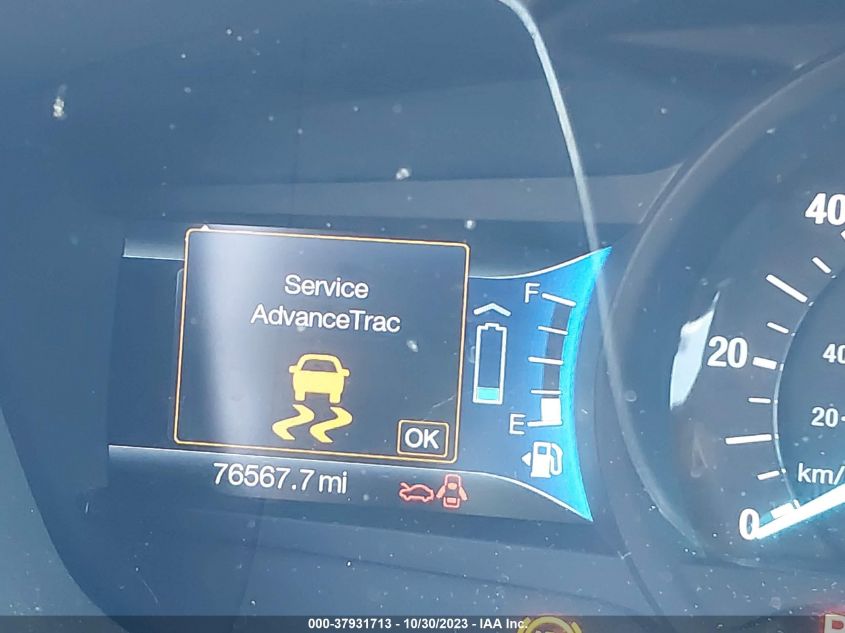 Service
AdvanceTrac
OK
F
E
76567.7 mi
40
20
0
40
20
km/
000-37931713 - 10/30/2023 - IAA Inc.